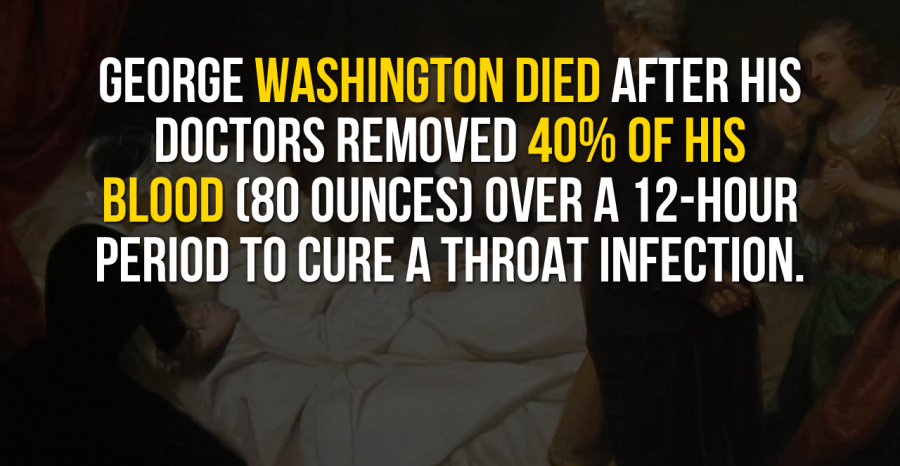 GEORGE WASHINGTON DIED AFTER HIS
DOCTORS REMOVED 40% OF HIS
BLOOD (80 OUNCES) OVER A 12-HOUR
PERIOD TO CURE A THROAT INFECTION.